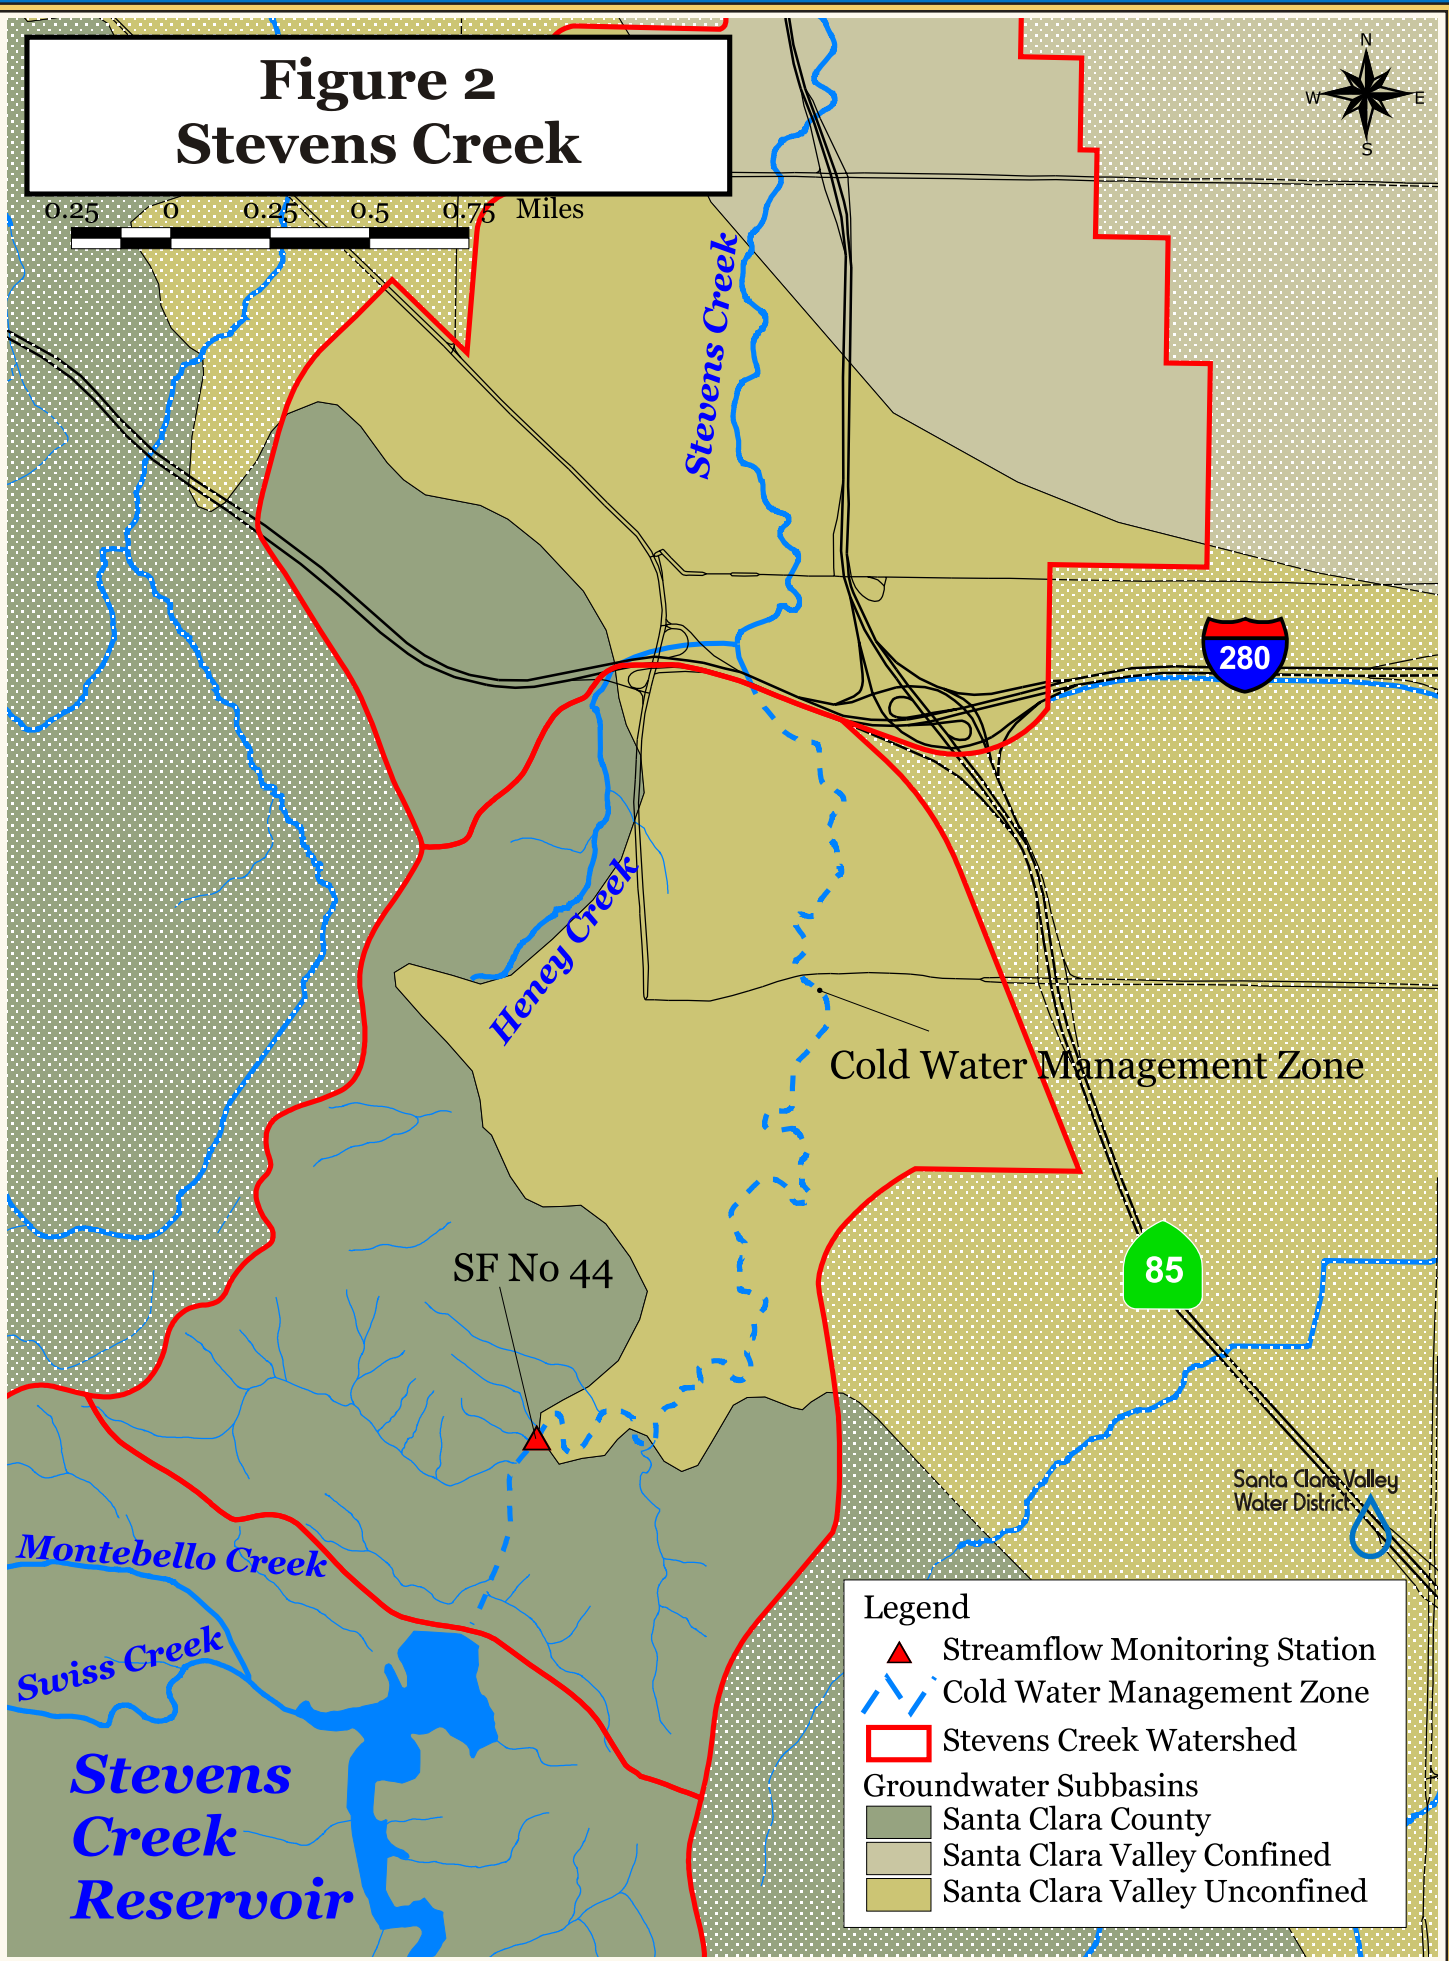 Figure 2
Stevens Creek
0.25 0 0.25 0.5 0.75 Miles
N
W E
S
Stevens Creek
280
Heney Creek
Cold Water Management Zone
SF No 44
85
Santa Clara Valley
Water District
Montebello Creek
Swiss Creek
Stevens
Creek
Reservoir
Legend
Streamflow Monitoring Station
Cold Water Management Zone
Stevens Creek Watershed
Groundwater Subbasins
Santa Clara County
Santa Clara Valley Confined
Santa Clara Valley Unconfined